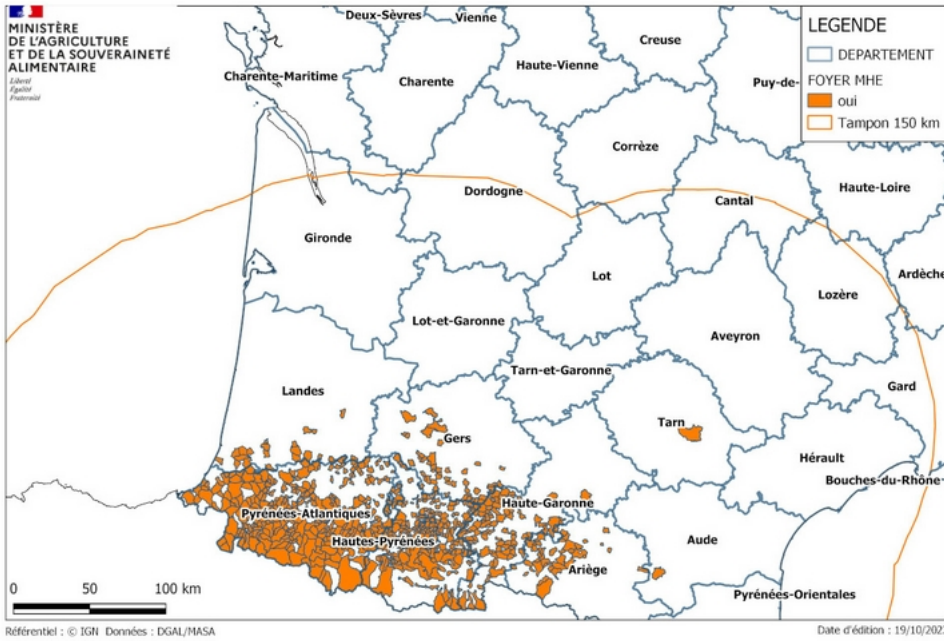 MINISTÈRE
DE L'AGRICULTURE
ET DE LA SOUVERAINETÉ
ALIMENTAIRE
Liberté
Égalité
Fraternité
Deux-Sèvres
Vienne
Creuse
LEGENDE
DEPARTEMENT
FOYER MHE
oui
Tampon 150 km
Charente-Maritime
Charente
Haute-Vienne
Puy-de-
Corrèze
Haute-Loire
Dordogne
Cantal
Gironde
Lot
Lozère
Ardèche
Lot-et-Garonne
Aveyron
Tarn-et-Garonne
Landes
Gard
Gers
Tarn
Hérault
Bouches-du-Rhône
Haute-Garonne
Pyrénées-Atlantiques
Hautes-Pyrénées
Aude
Ariège
Pyrénées-Orientales
0 50 100 km
Référentiel : © IGN Données : DGAL/MASA
Date d'édition : 19/10/202